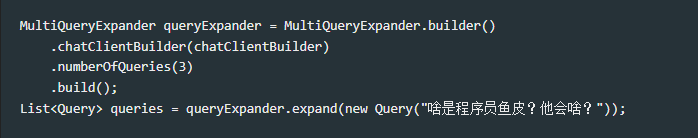 MultiQueryExpander queryExpander = MultiQueryExpander.builder()
    .chatClientBuilder(chatClientBuilder)
    .numberOfQueries(3)
    .build();
List<Query> queries = queryExpander.expand(new Query("啥是程序员鱼皮？他会啥？"));